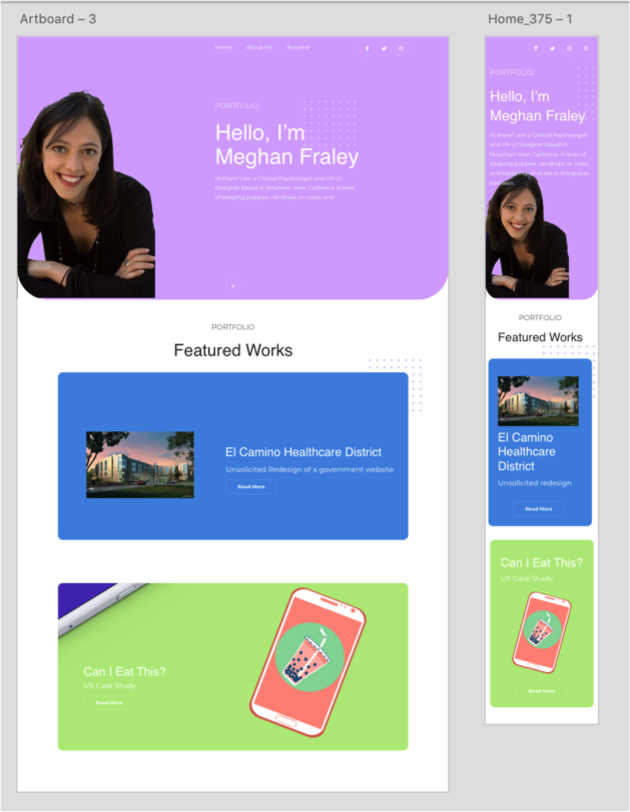 Artboard – 3
Home About Me Resume
PORTFOLIO
Hello, I'm
Meghan Fraley
Hi there! I am a Clinical Psychologist and UX-UI
Designer based in Mountain View, California. A lover
of sleeping puppies, raindrops on roses, and
PORTFOLIO
Featured Works
El Camino Healthcare District
Unsolicited Redesign of a government website
Read More
Can I Eat This?
UX Case Study
Read More
Home_375 – 1
PORTFOLIO
Hello, I'm
Meghan Fraley
Hi there! I am a Clinical Psychologist
and UX-UI Designer based in
Mountain View, California. A lover of
sleeping puppies, raindrops on roses,
and what lies in the spaces
PORTFOLIO
Featured Works
El Camino
Healthcare
District
Unsolicited redesign
Read More
Can I Eat This?
UX Case Study
Read More